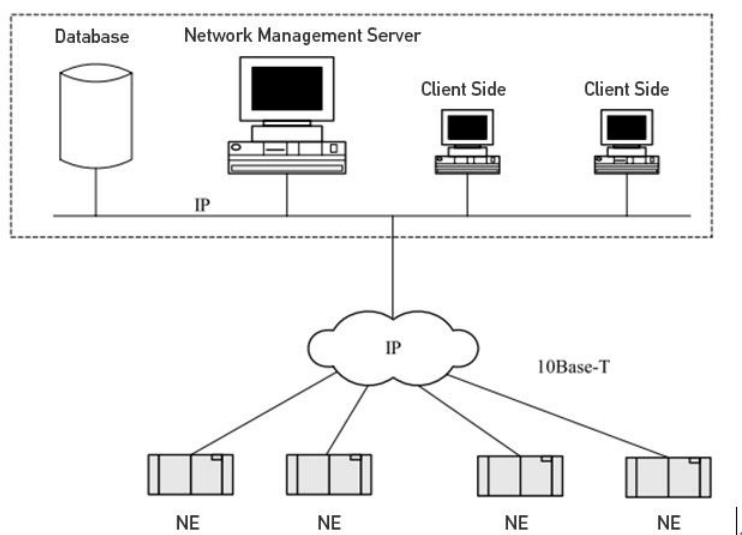 Database
Network Management Server
Client Side
Client Side
IP
IP
10Base-T
NE
NE
NE
NE